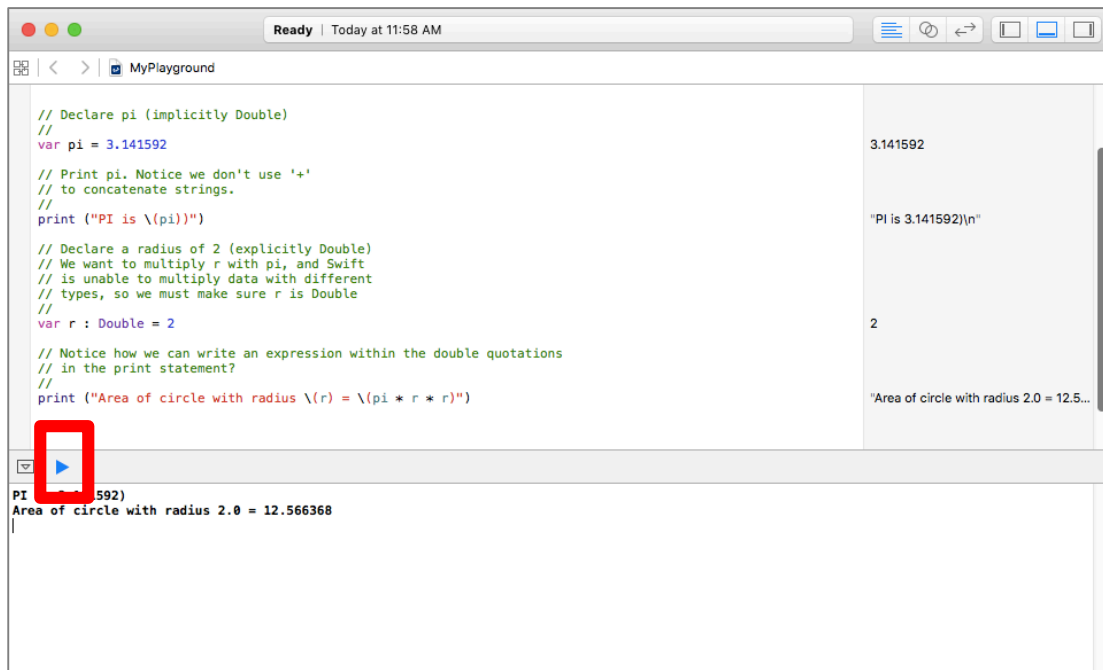 Ready | Today at 11:58 AM
MyPlayground
// Declare pi (implicitly Double)
//
var pi = 3.141592
3.141592
// Print pi. Notice we don't use '+'
// to concatenate strings.
//
print ("PI is \(pi))")
"PI is 3.141592)\n"
// Declare a radius of 2 (explicitly Double)
// We want to multiply r with pi, and Swift
// is unable to multiply data with different
// types, so we must make sure r is Double
//
var r : Double = 2
2
// Notice how we can write an expression within the double quotations
// in the print statement?
//
print ("Area of circle with radius \(r) = \(pi * r * r)")
"Area of circle with radius 2.0 = 12.5...
PI 592)
Area of circle with radius 2.0 = 12.566368